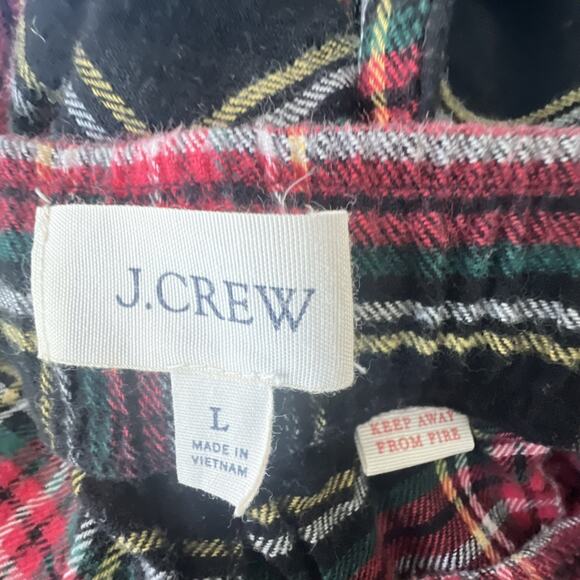 J.CREW
L
MADE IN
VIETNAM
KEEP AWAY
FROM FIRE